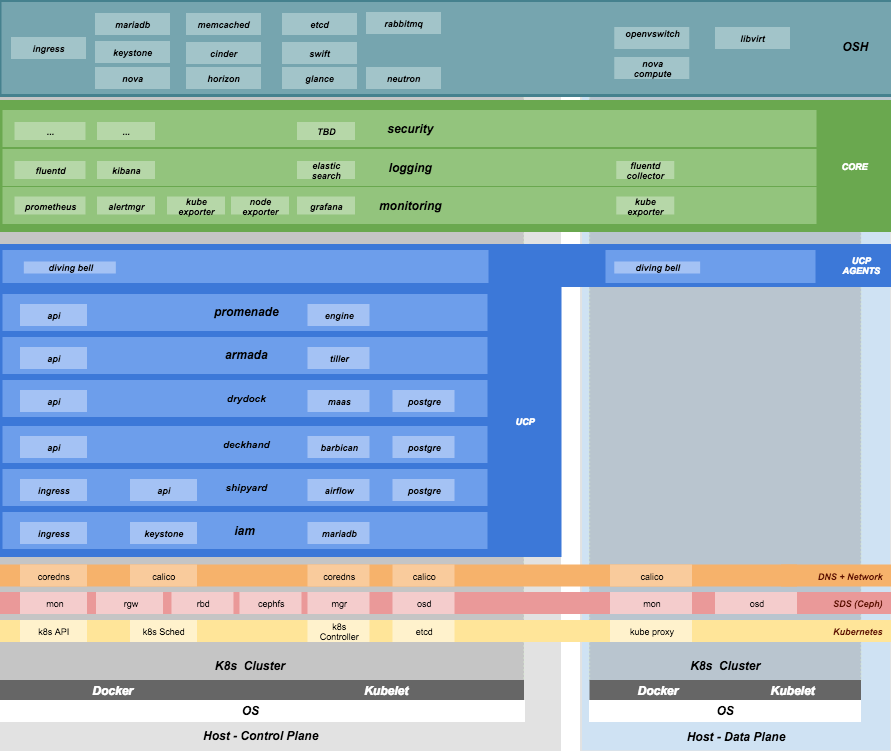 mariadb memcached etcd rabbitmq
openvswitch libvirt
ingress OSH
keystone cinder swift
nova
compute
nova horizon glance neutron
... ... TBD security
fluentd kibana elastic
search logging fluentd
collector CORE
prometheus alertmgr kube
exporter node
exporter grafana monitoring kube
exporter
diving bell diving bell UCP
AGENTS
api promenade engine
api armada tiller
api drydock maas postgre
UCP
api deckhand barbican postgre
ingress api shipyard airflow postgre
ingress keystone iam mariadb
coredns calico coredns calico calico DNS + Network
mon rgw rbd cephfs mgr osd mon osd SDS (Ceph)
k8s API k8s Sched k8s
Controller etcd kube proxy Kubernetes
K8s Cluster K8s Cluster
Docker Kubelet Docker Kubelet
OS OS
Host - Control Plane Host - Data Plane